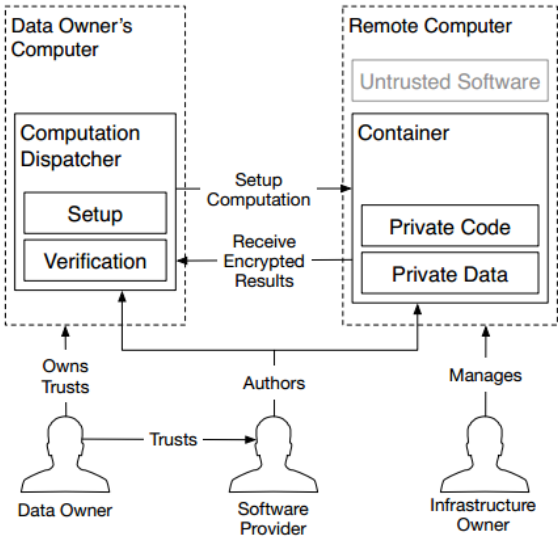 Data Owner's
Computer
Remote Computer
Untrusted Software
Computation
Dispatcher
Setup
Verification
Setup
Computation
Receive
Encrypted
Results
Container
Private Code
Private Data
Owns
Trusts
Authors
Manages
Trusts
Data Owner
Software
Provider
Infrastructure
Owner